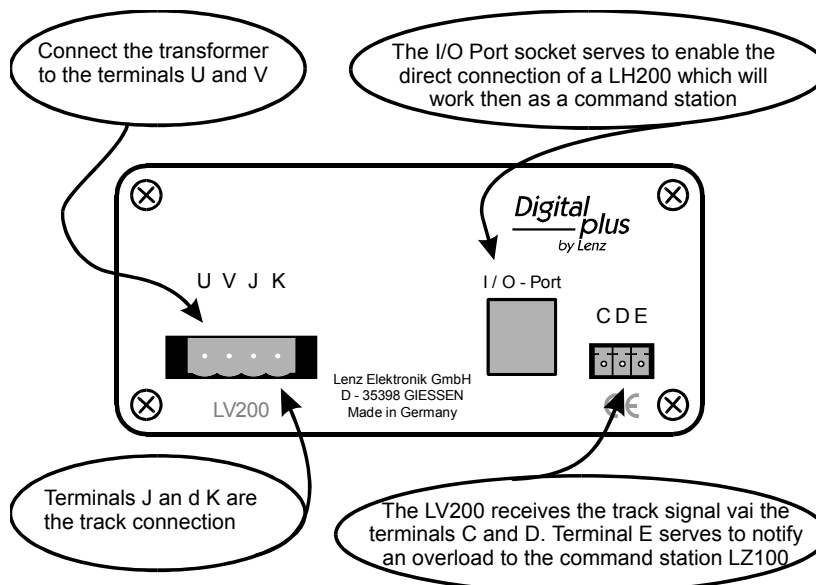 Connect the transformer
to the terminals U and V
The I/O Port socket serves to enable the
direct connection of a LH200 which will
work then as a command station
Digital
plus
by Lenz
U V J K
I / O - Port
C D E
Lenz Elektronik GmbH
D - 35398 GIESSEN
Made in Germany
LV200
CE
Terminals J an d K are
the track connection
The LV200 receives the track signal vai the
terminals C and D. Terminal E serves to notify
an overload to the command station LZ100